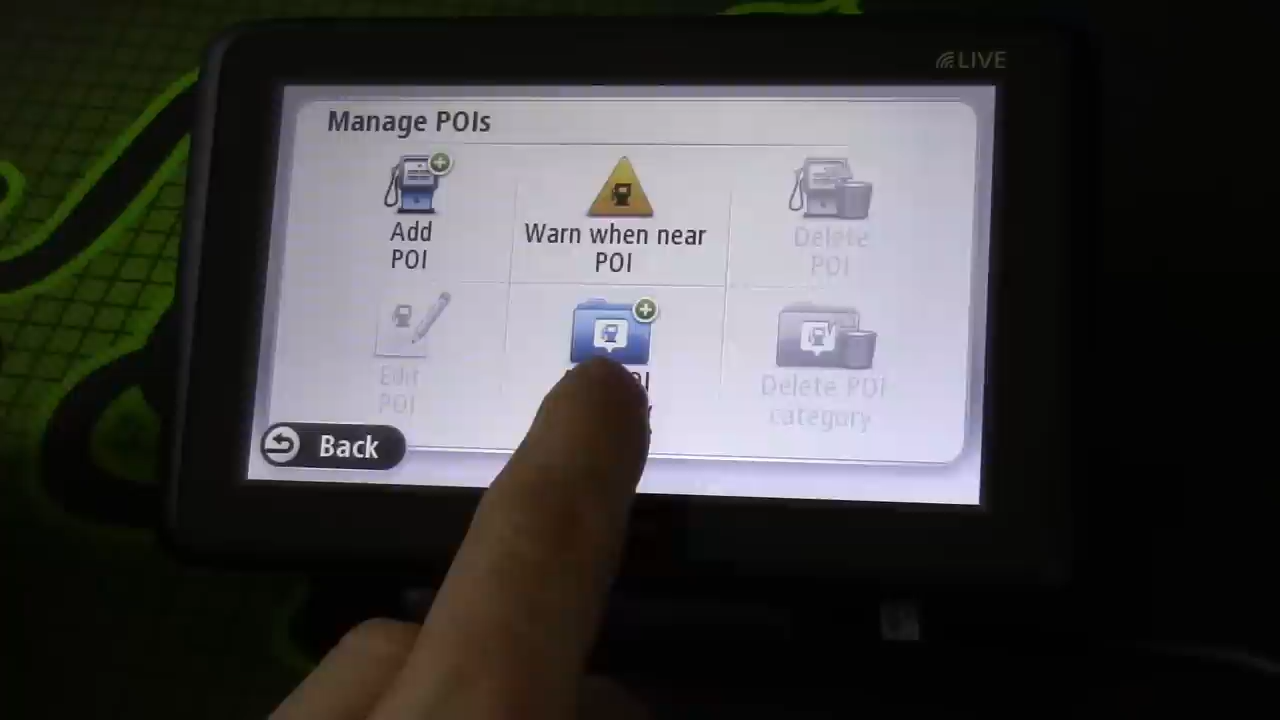 LIVE
Manage POIs
Add
POI
Warn when near
POI
Delete
POI
Edit
POI
Delete POI
category
Back